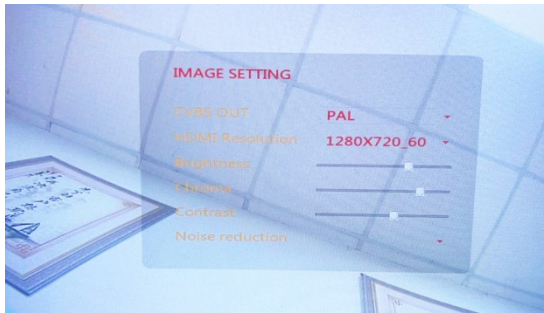 IMAGE SETTING
CVBS OUT PAL
HDMI Resolution 1280X720_60
Brightness
Chroma
Contrast
Noise reduction